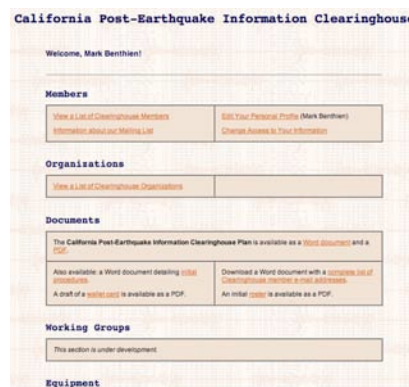 California Post-Earthquake Information Clearinghouse
Welcome, Mark Benthien!
Members
View a List of Clearinghouse Members
Edit Your Personal Profile (Mark Benthien)
Information about our Mailing List
Change Access to Your Information
Organizations
View a List of Clearinghouse Organizations
Documents
The California Post-Earthquake Information Clearinghouse Plan is available as a Word document and a
PDF.
Also available: a Word document detailing initial
procedures.
A draft of a wallet card is available as a PDF.
Download a Word document with a complete list of
Clearinghouse member e-mail addresses.
An initial roster is available as a PDF.
Working Groups
This section is under development.
Equipment